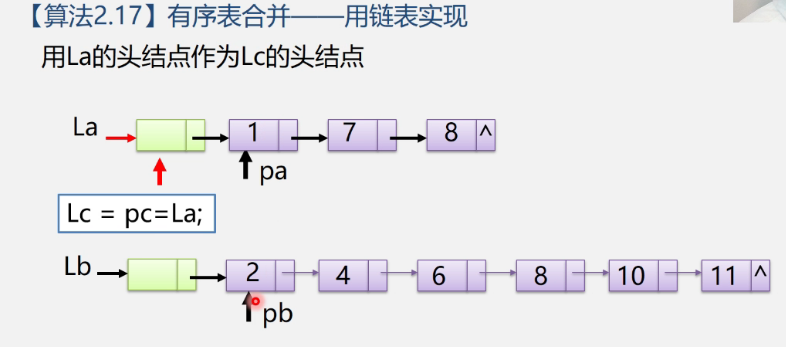 【算法2.17】有序表合并——用链表实现
用La的头结点作为Lc的头结点
La 1 7 8 ^
pa
Lc = pc=La;
Lb 2 4 6 8 10 11 ^
pb